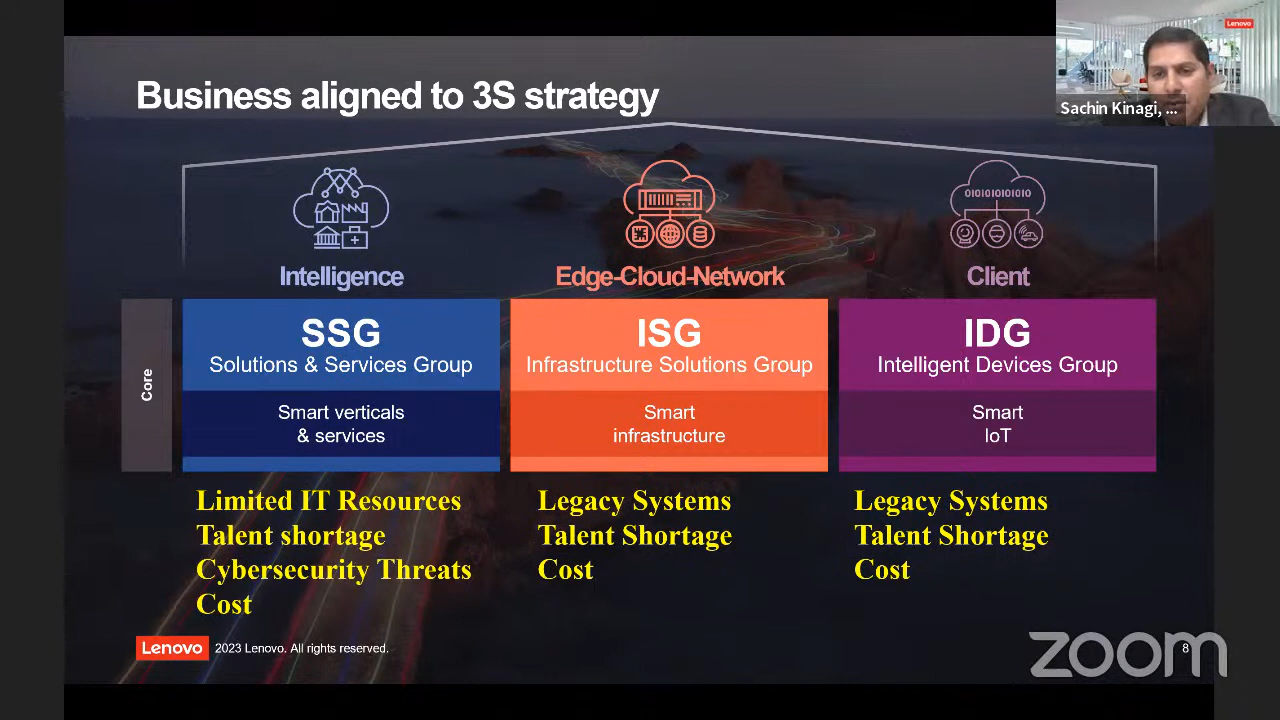 Business aligned to 3S strategy
Lenovo
Sachin Kinagi, ...
010101010101
Intelligence
Edge-Cloud-Network
Client
Core
SSG
Solutions & Services Group
Smart verticals
& services
ISG
Infrastructure Solutions Group
Smart
infrastructure
IDG
Intelligent Devices Group
Smart
IoT
Limited IT Resources
Talent shortage
Cybersecurity Threats
Cost
Legacy Systems
Talent Shortage
Cost
Legacy Systems
Talent Shortage
Cost
Lenovo
2023 Lenovo. All rights reserved.
8
zoom